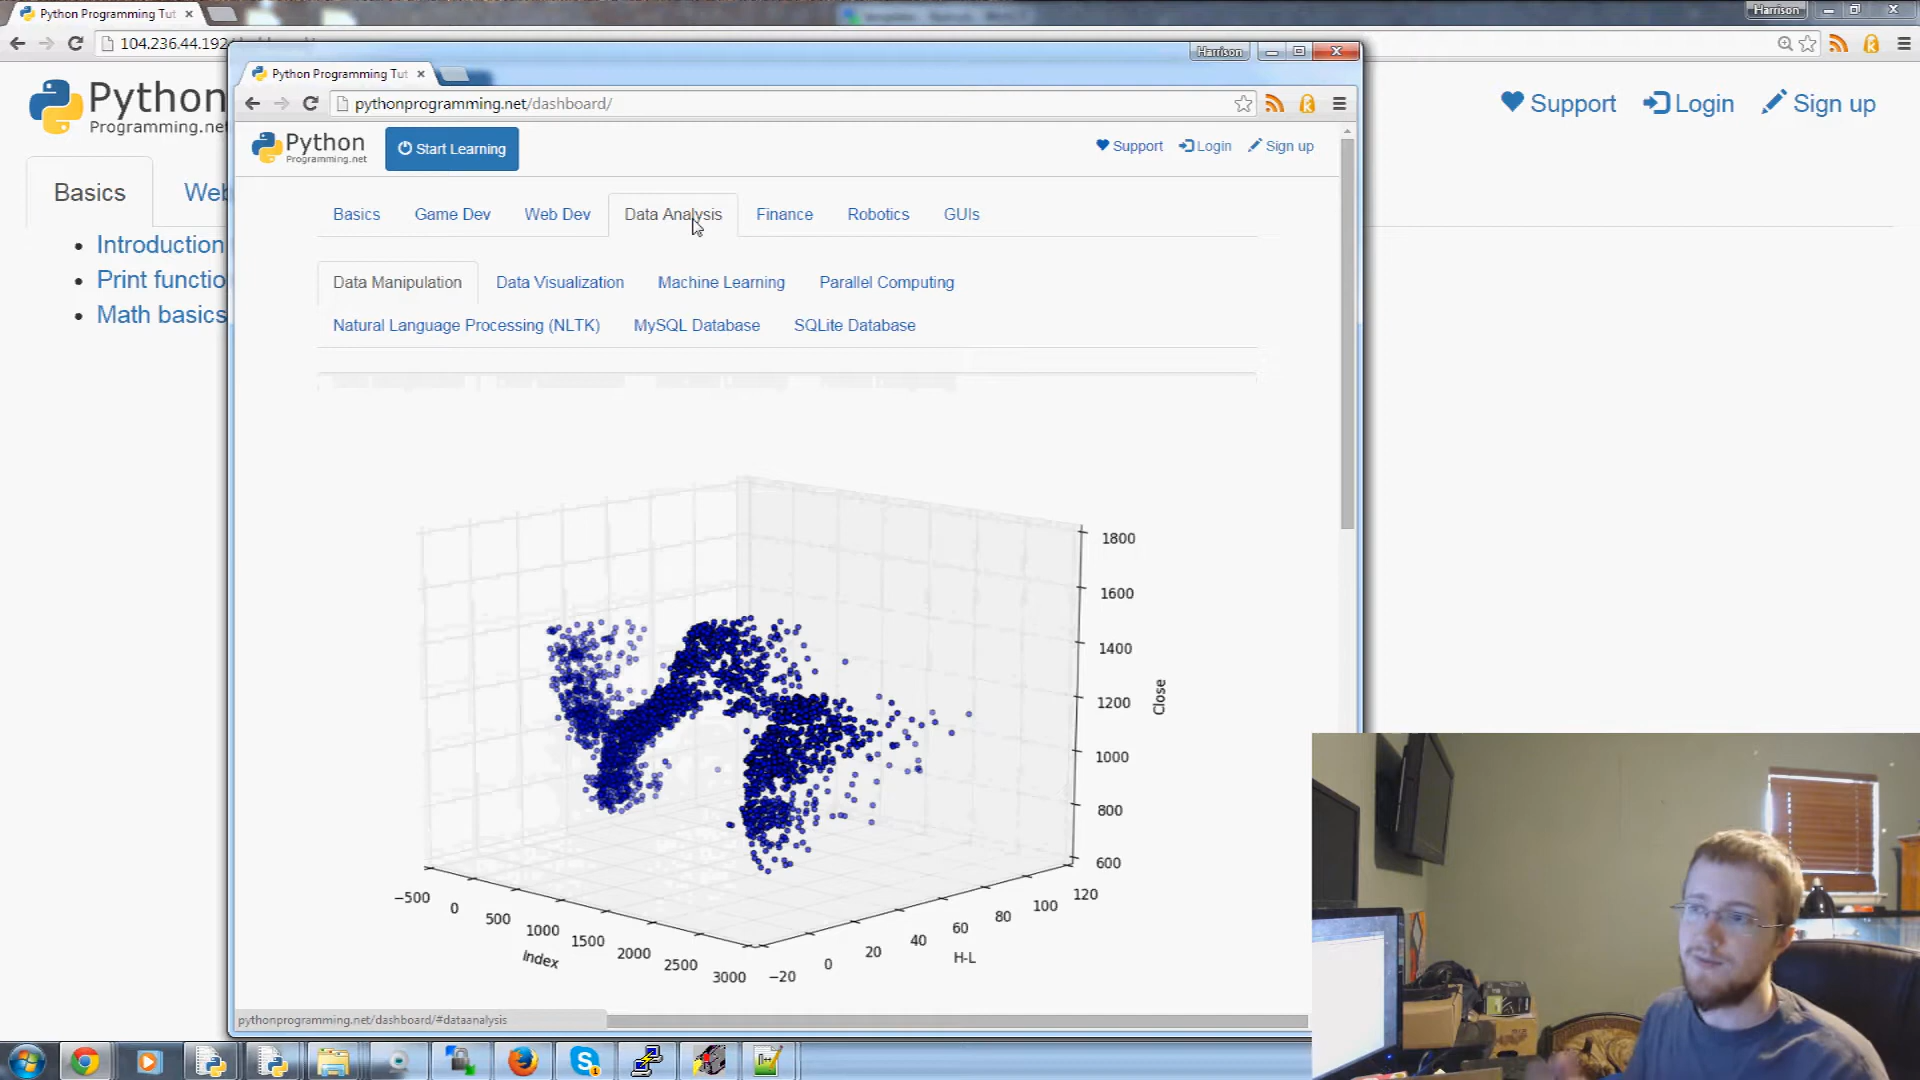 Python Programming Tut
Harrison
104.236.44.192
Python
Programming.net
Support
Login
Sign up
Basics
Web
Introduction
Print functio
Math basics
Harrison
Python Programming Tut
pythonprogramming.net/dashboard/
Python
Programming.net
Start Learning
Support
Login
Sign up
Basics
Game Dev
Web Dev
Data Analysis
Finance
Robotics
GUIs
Data Manipulation
Data Visualization
Machine Learning
Parallel Computing
Natural Language Processing (NLTK)
MySQL Database
SQLite Database
1800
1600
1400
1200
1000
800
600
Close
−500
0
500
1000
1500
2000
2500
3000
Index
−20
0
20
40
60
80
100
120
H-L
pythonprogramming.net/dashboard/#dataanalysis